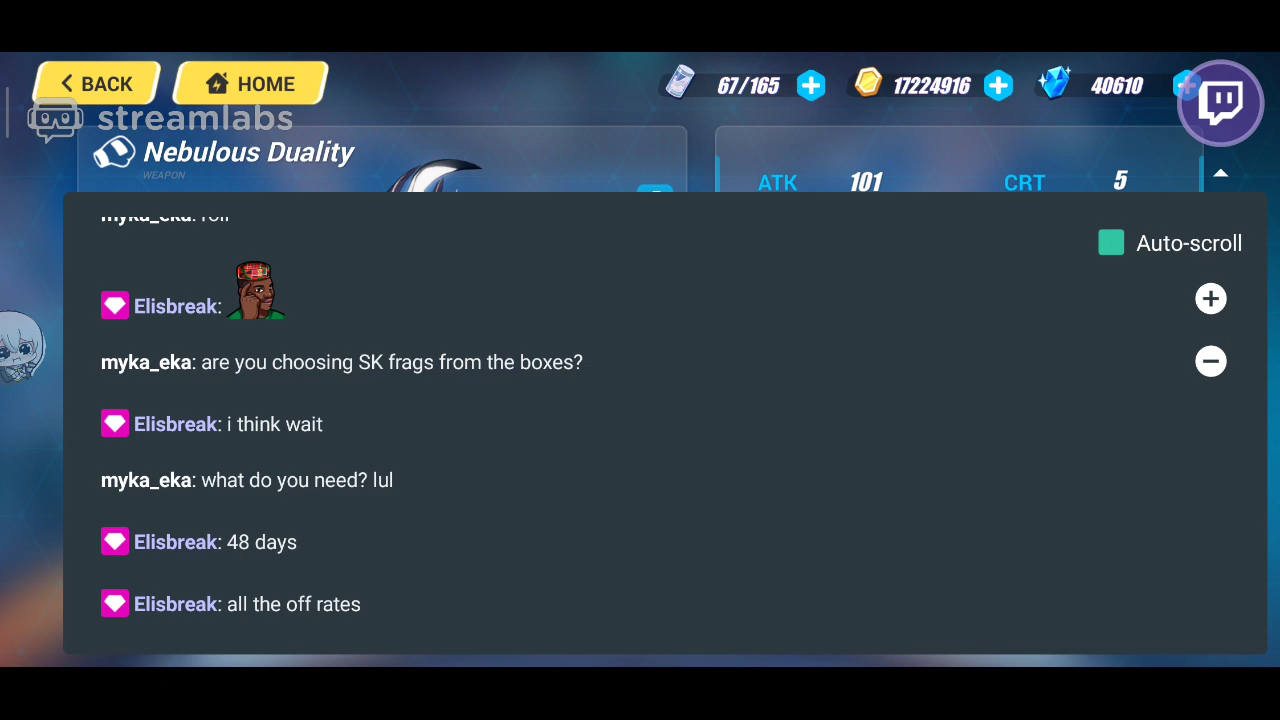 BACK
HOME
67/165
17224916
40610
streamlabs
Nebulous Duality
WEAPON
ATK 101
CRT 5
myka_eka: roll
Auto-scroll
Elisbreak:
myka_eka: are you choosing SK frags from the boxes?
Elisbreak: i think wait
myka_eka: what do you need? lul
Elisbreak: 48 days
Elisbreak: all the off rates